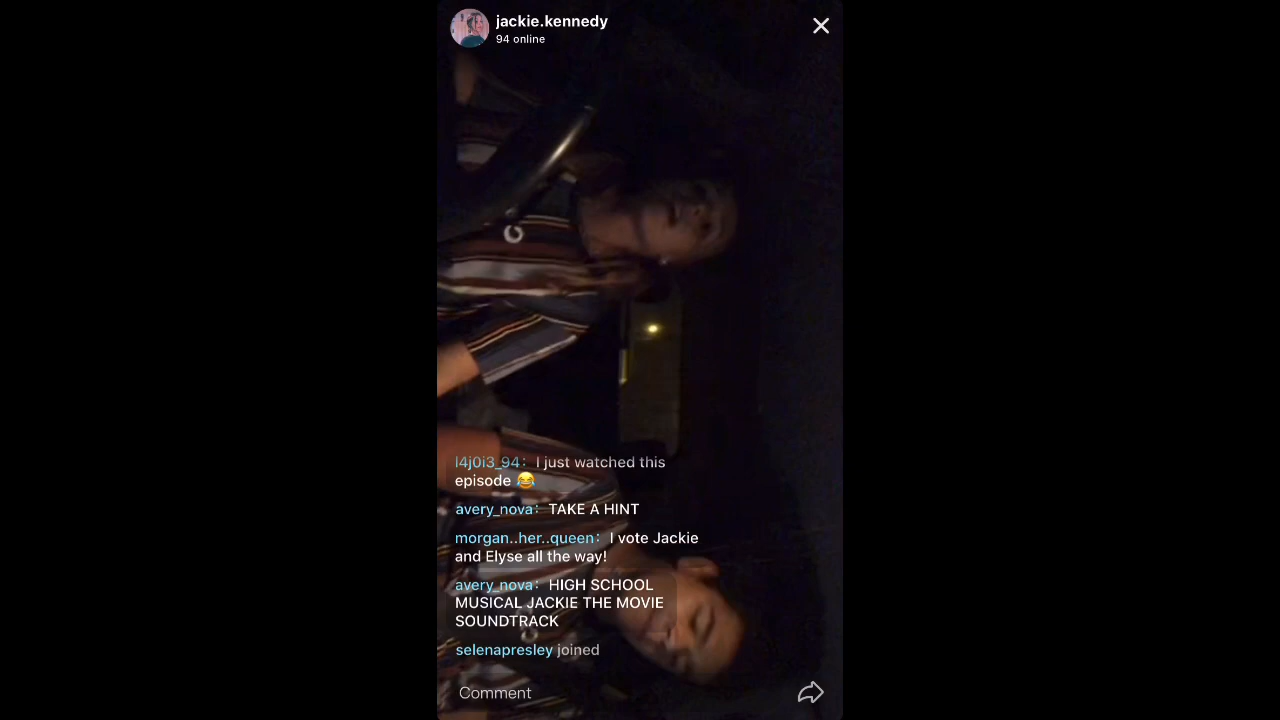 jackie.kennedy
94 online
l4j0i3_94: I just watched this
episode 😂
avery_nova: TAKE A HINT
morgan..her..queen: I vote Jackie
and Elyse all the way!
avery_nova: HIGH SCHOOL
MUSICAL JACKIE THE MOVIE
SOUNDTRACK
selenapresley joined
Comment